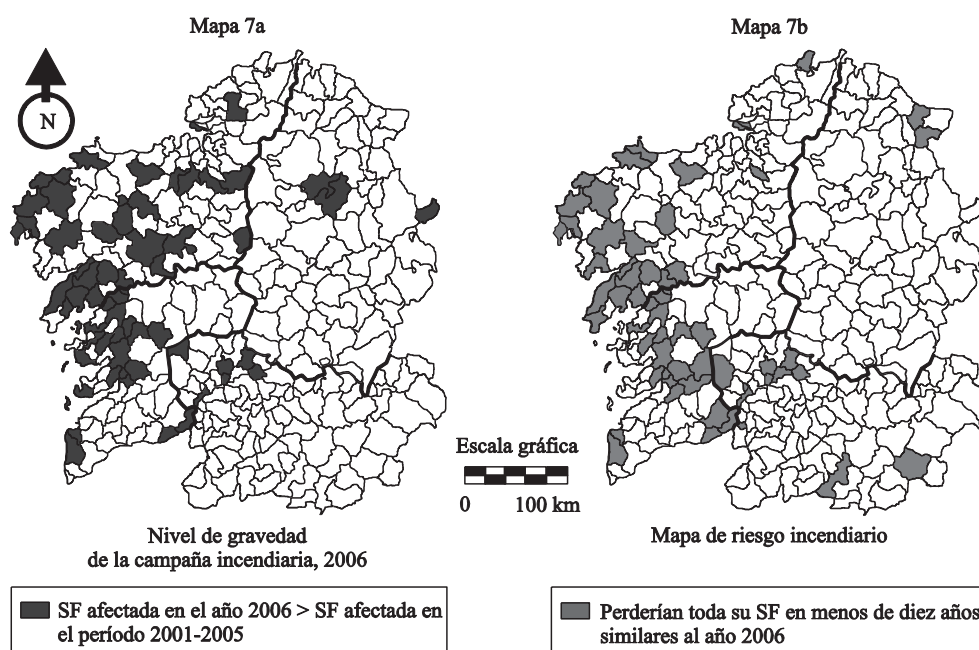 Mapa 7a
Mapa 7b
N
Escala gráfica
0 100 km
Nivel de gravedad
de la campaña incendiaria, 2006
Mapa de riesgo incendiario
SF afectada en el año 2006 > SF afectada en
el período 2001-2005
Perderían toda su SF en menos de diez años
similares al año 2006